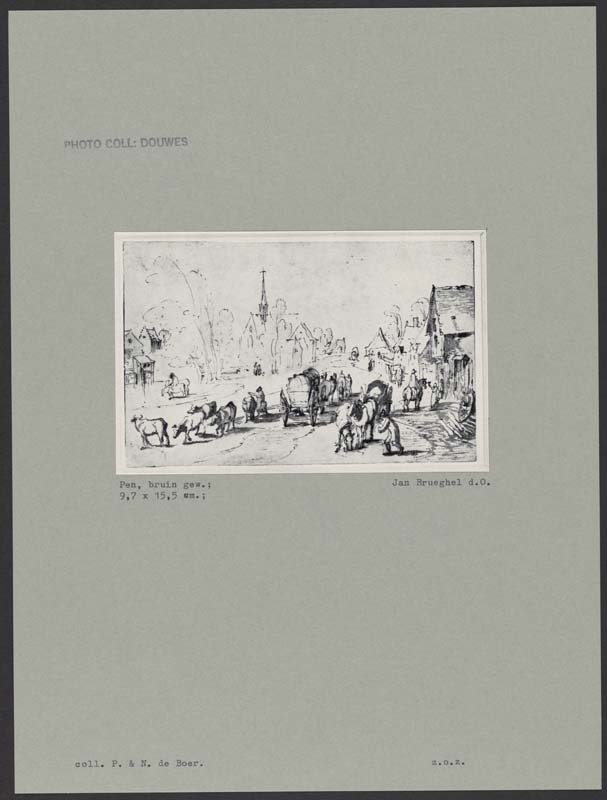 PHOTO COLL: DOUWES
Pen, bruin gew.;
Jan Brueghel d.O.
9,7 x 15,5 cm.;
coll. P. & N. de Boer.
z.o.z.